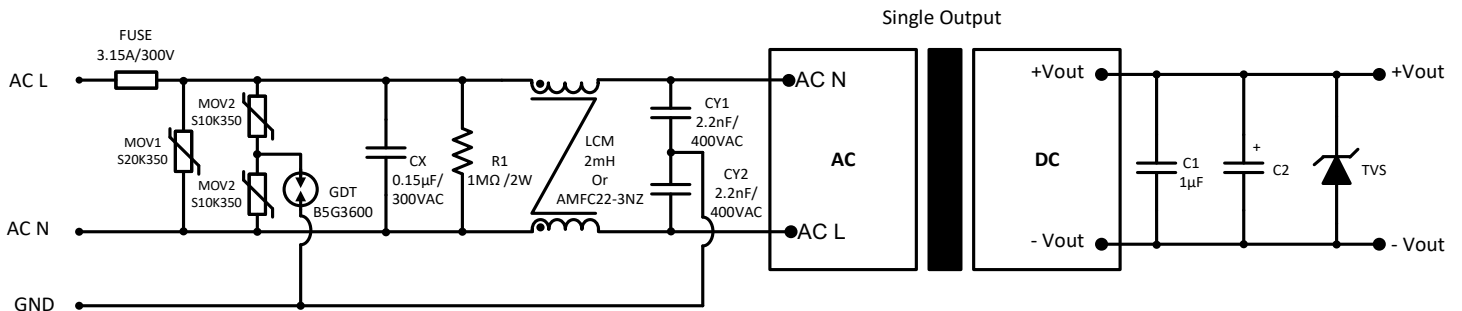 Single Output
FUSE
3.15A/300V
AC L
MOV1
S20K350
MOV2
S10K350
MOV2
S10K350
GDT
B5G3600
CX
0.15µF/
300VAC
R1
1MΩ /2W
LCM
2mH
Or
AMFC22-3NZ
CY1
2.2nF/
400VAC
CY2
2.2nF/
400VAC
AC N
AC
AC L
+Vout
DC
- Vout
C1
1µF
+
C2
TVS
+Vout
- Vout
AC N
GND